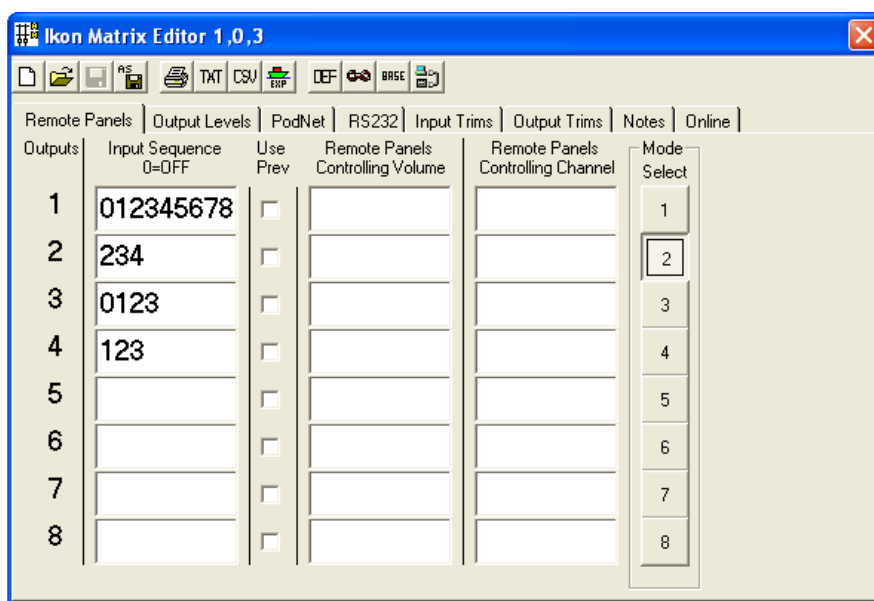 Ikon Matrix Editor 1,0,3
AS TXT CSV EXP DEF BASE
Remote Panels Output Levels PodNet RS232 Input Trims Output Trims Notes Online
Outputs Input Sequence Use Remote Panels Remote Panels Mode
0=OFF Prev Controlling Volume Controlling Channel Select
1 012345678 1
2 234 2
3 0123 3
4 123 4
5 5
6 6
7 7
8 8